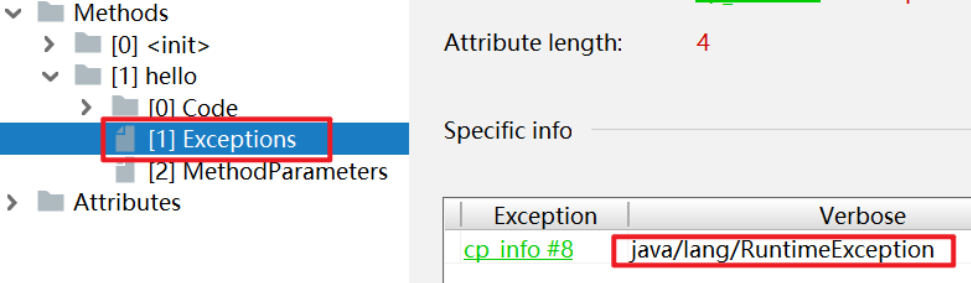 Methods
[0] <init>
[1] hello
[0] Code
[1] Exceptions
[2] MethodParameters
Attributes
Attribute length: 4
Specific info
Exception Verbose
cp_info #8 java/lang/RuntimeException